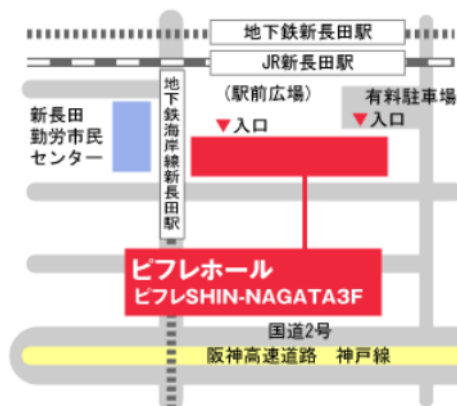 地下鉄新長田駅
JR新長田駅
(駅前広場)
有料駐車場
▼入口
▼入口
新長田
勤労市民
センター
地下鉄海岸線新長田駅
ピフレホール
ピフレSHIN-NAGATA3F
国道2号
阪神高速道路 神戸線